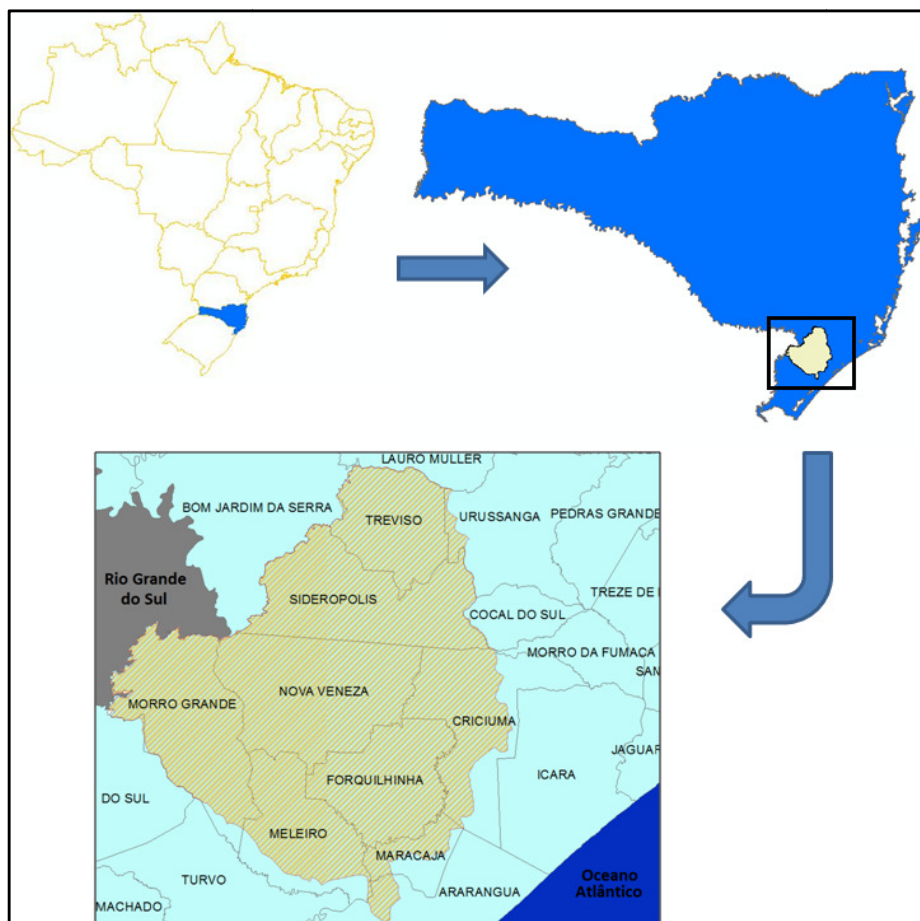 LAURO MULLER
BOM JARDIM DA SERRA
TREVISO
URUSSANGA
PEDRAS GRANDE
Rio Grande
do Sul
SIDEROPOLIS
TREZE DE
COCAL DO SUL
MORRO DA FUMAÇA
SAN
NOVA VENEZA
MORRO GRANDE
CRICIUMA
JAGUAR
ICARA
FORQUILHINHA
DO SUL
MELEIRO
MARACAJA
TURVO
Oceano
Atlântico
ARARANGUA
MACHADO